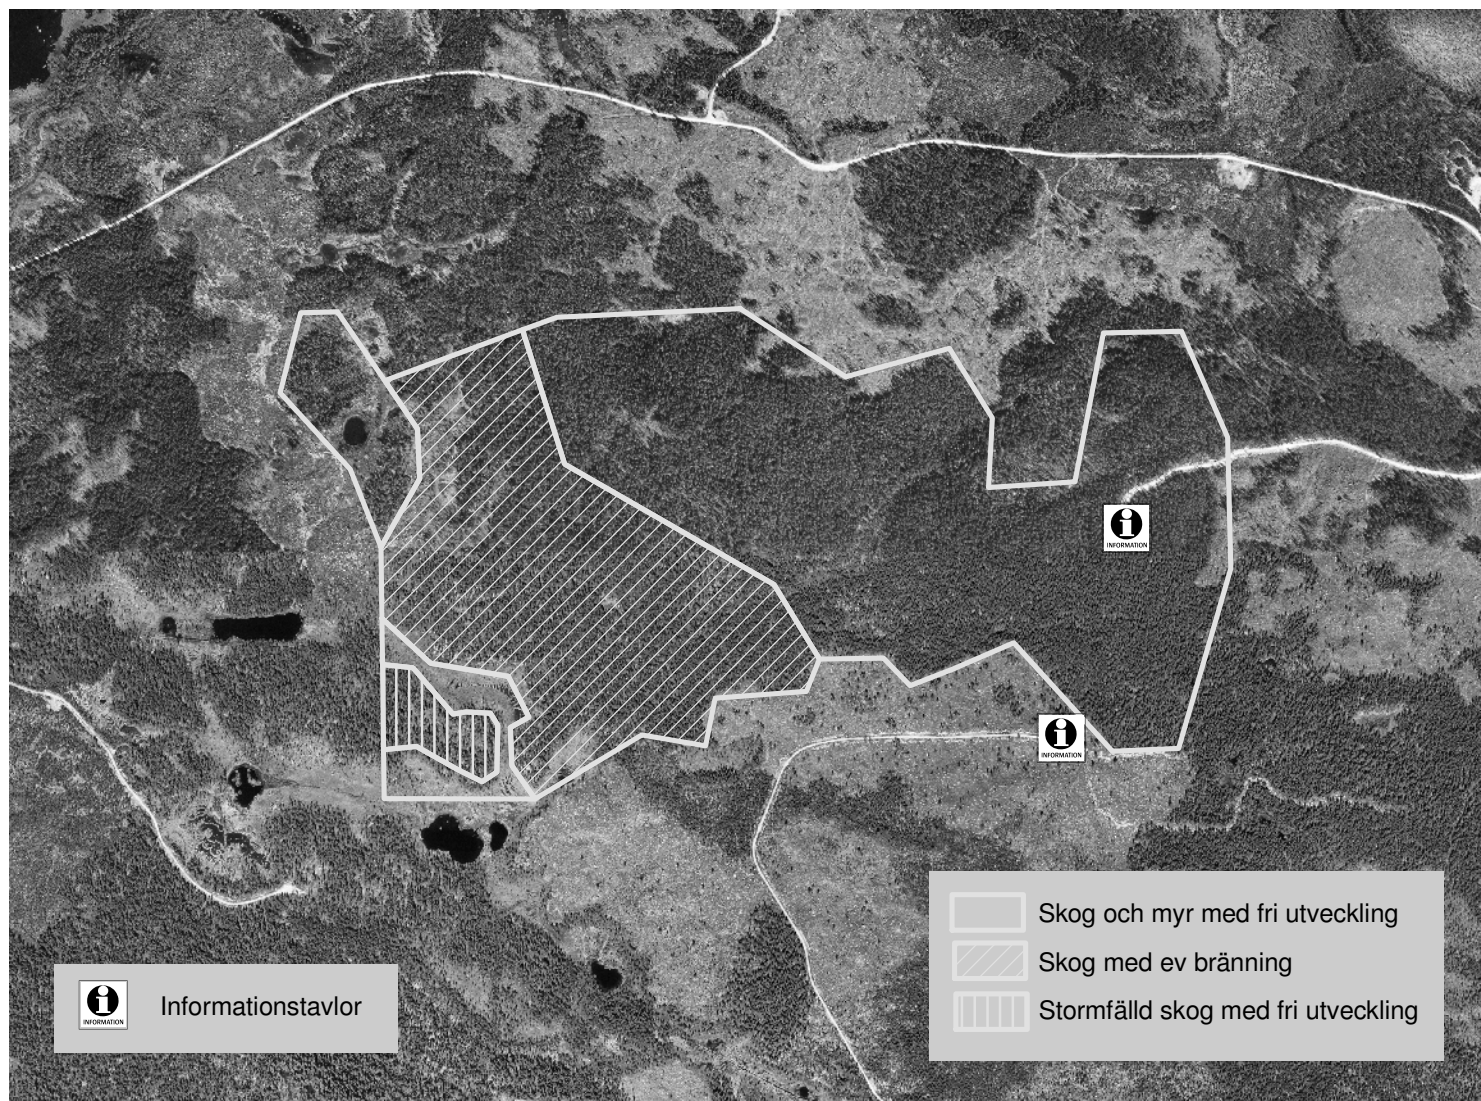 INFORMATION
INFORMATION
Skog och myr med fri utveckling
Skog med ev bränning
Stormfälld skog med fri utveckling
INFORMATION
Informationstavlor